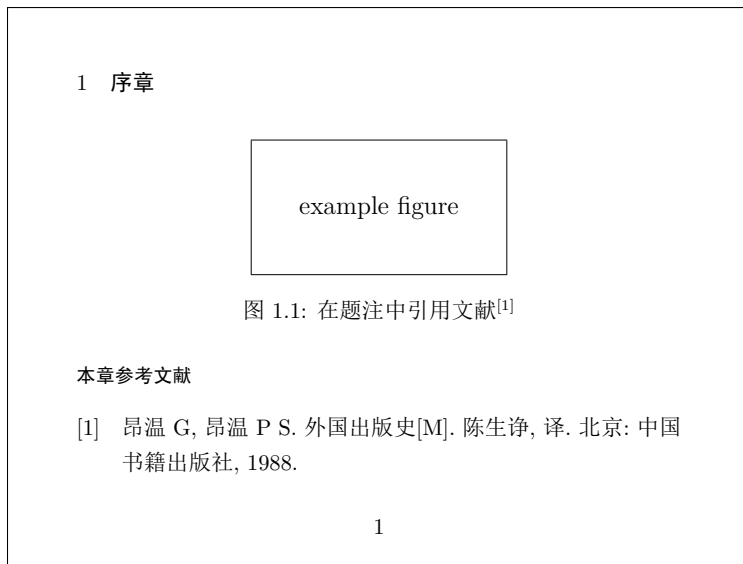 1 序章
example figure
图 1.1: 在题注中引用文献[1]
本章参考文献
[1] 昂温 G, 昂温 P S. 外国出版史[M]. 陈生诤, 译. 北京: 中国
书籍出版社, 1988.
1